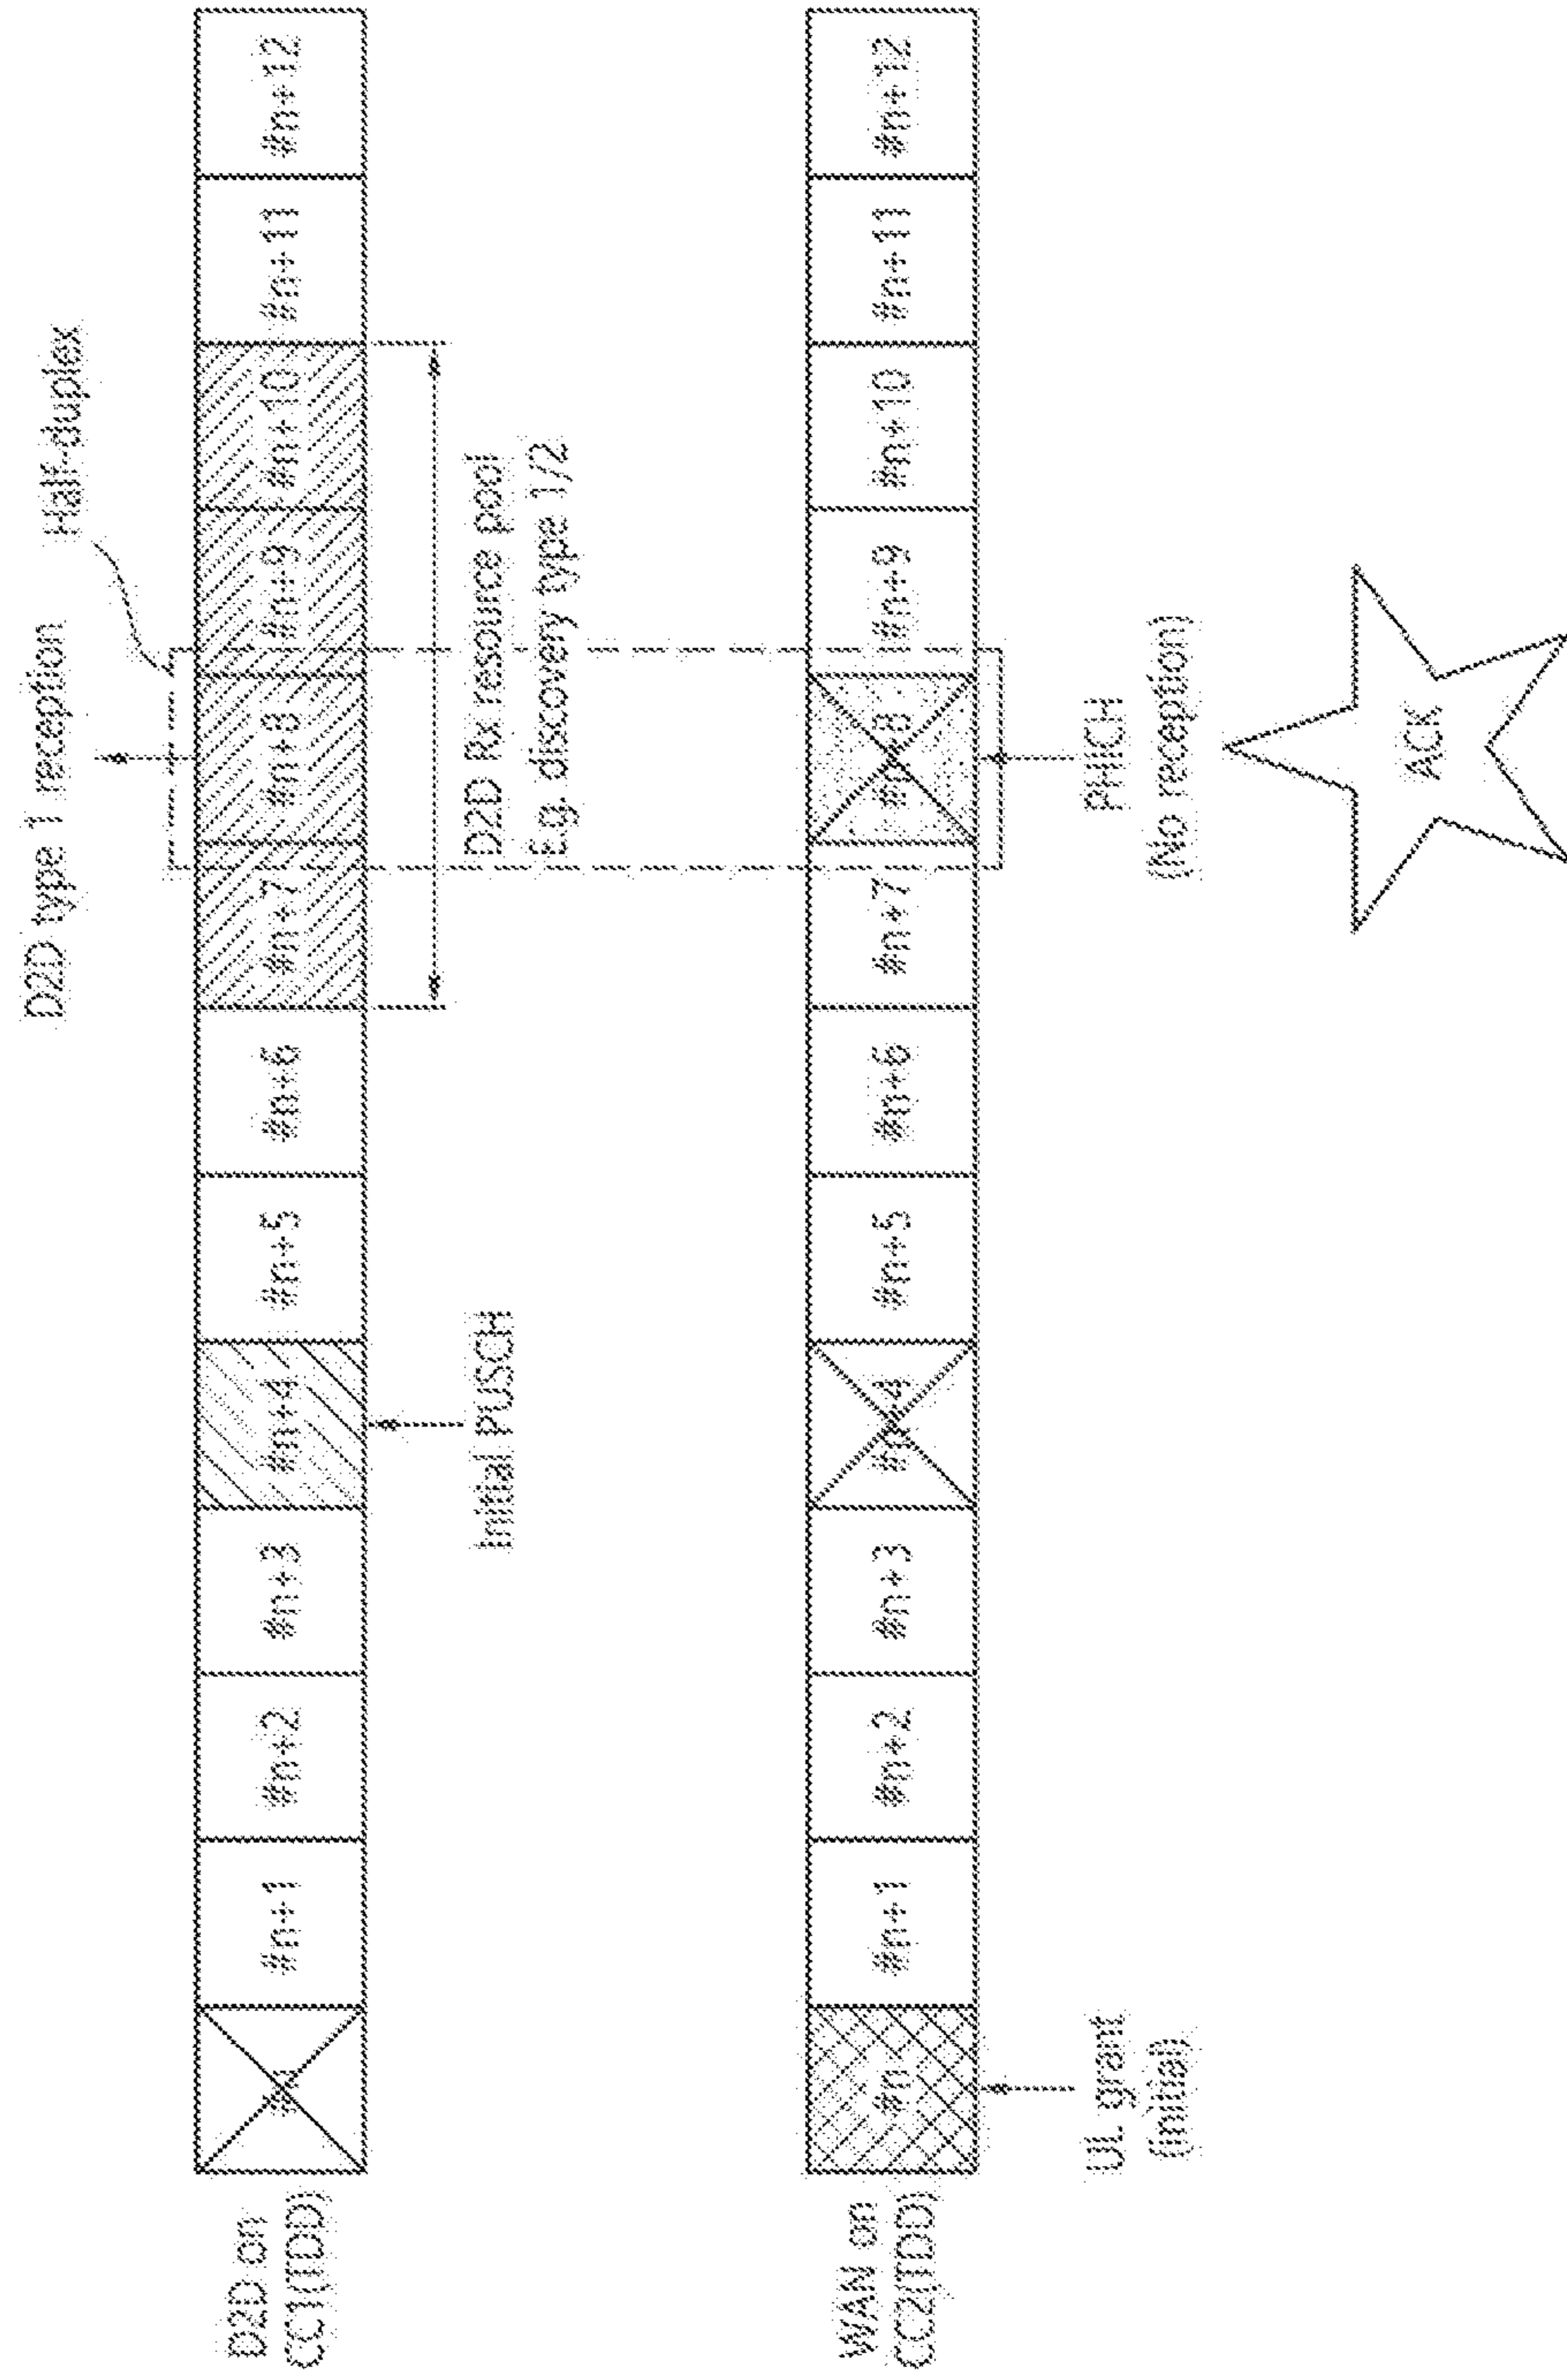 D2D type 1 reception
Half-duplex
D2D on
CC1(TDD)
#n
#n+1
#n+2
#n+3
#n+4
#n+5
#n+6
#n+7
#n+8
#n+9
#n+10
#n+11
#n+12
Initial PUSCH
D2D Rx resource pool
E.g. discovery type 1/2
WAN on
CC2(TDD)
#n
#n+1
#n+2
#n+3
#n+4
#n+5
#n+6
#n+7
#n+8
#n+9
#n+10
#n+11
#n+12
UL grant
(initial)
PHICH
(No reception)
ACK